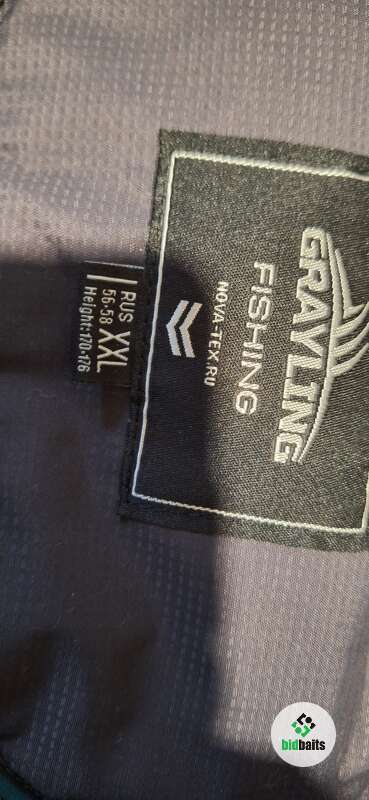 GRAYLING
FISHING
NOVA-TEX.RU
RUS XXL
56-58
Height:170-176
bidbaits